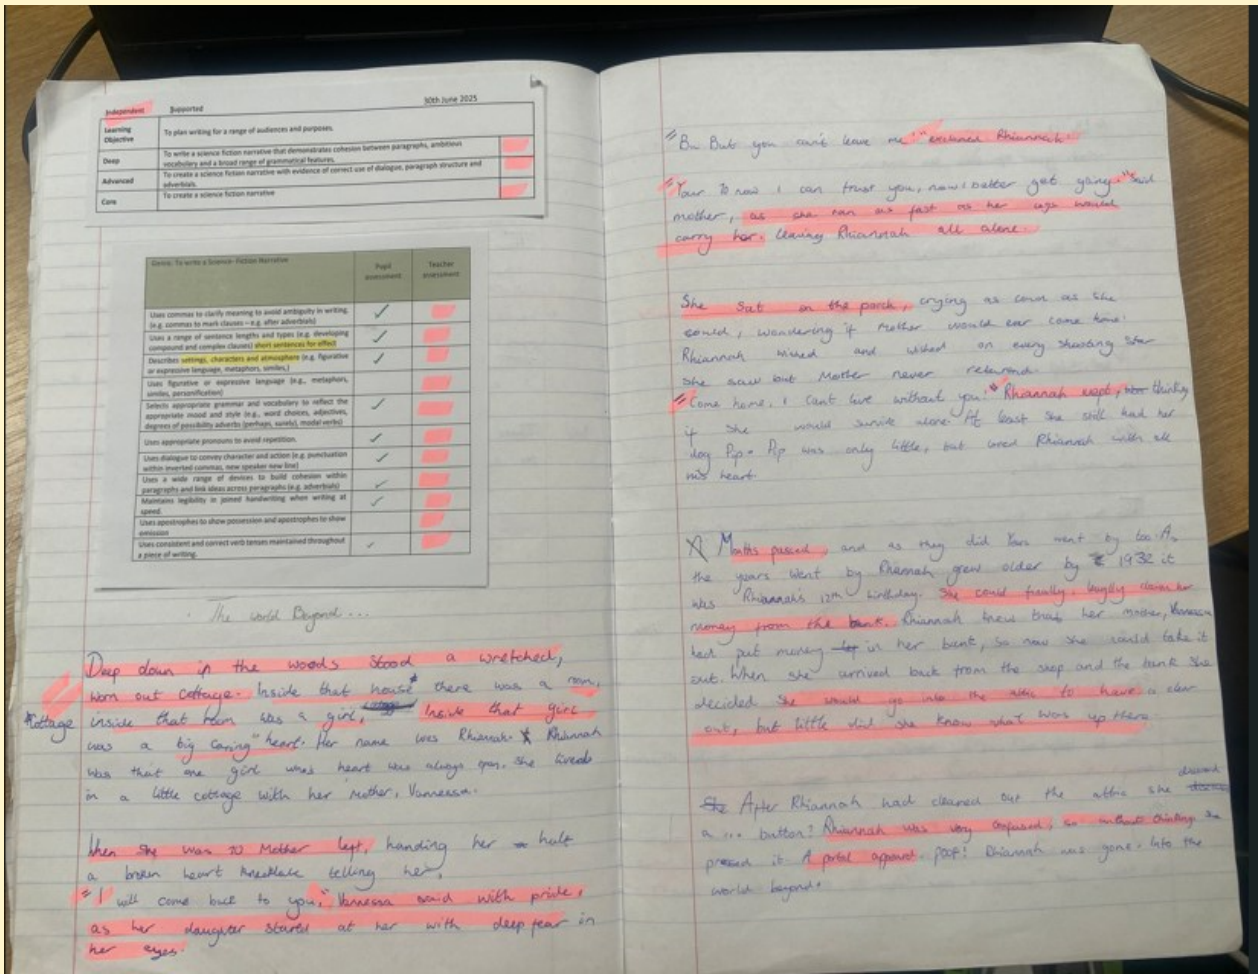 Independent Supported 30th June 2025
Learning Objective To plan writing for a range of audiences and purposes.
Deep To write a science fiction narrative that demonstrates cohesion between paragraphs, ambitious vocabulary and a broad range of grammatical features.
Advanced To create a science fiction narrative with evidence of correct use of dialogue, paragraph structure and adverbials.
Core To create a science fiction narrative
Genre: To write a Science- Fiction Narrative Pupil assessment Teacher assessment
Uses commas to clarify meaning to avoid ambiguity in writing.
(e.g. commas to mark clauses – e.g. after adverbials)
Uses a range of sentence lengths and types (e.g. developing
compound and complex clauses) short sentences for effect
Describes settings, characters and atmosphere (e.g. figurative
or expressive language, metaphors, similes,)
Uses figurative or expressive language (e.g., metaphors,
similes, personification)
Selects appropriate grammar and vocabulary to reflect the
appropriate mood and style (e.g., word choices, adjectives,
degrees of possibility adverbs (perhaps, surely), modal verbs)
Uses appropriate pronouns to avoid repetition.
Uses dialogue to convey character and action (e.g. punctuation
within inverted commas, new speaker new line)
Uses a wide range of devices to build cohesion within
paragraphs and link ideas across paragraphs (e.g. adverbials)
Maintains legibility in joined handwriting when writing at
speed.
Uses apostrophes to show possession and apostrophes to show
omission
Uses consistent and correct verb tenses maintained throughout
a piece of writing.
The World Beyond...
Deep down in the woods stood a wretched,
worn out cottage. Inside that house* there was a room,
*cottage inside that room was a girl, Inside that girl
was a big caring" heart. Her name was Rhiannah. Rhiannah
was that one girl whos heart was always open. she lived
in a little cottage with her Mother, Vannessa.
When she was 10 Mother left, handing her half
a broken heart necklace telling her,
"I will come back to you," Vannessa said with pride,
as her daughter stared at her with deep fear in
her eyes.
"Bu But you can't leave me" exclaimed Rhiannah.
"Your 10 now I can trust you, now I better get going." said
mother, as she ran as fast as her legs would
carry her. leaving Rhiannah all alone.
She Sat on the porch, crying as loud as she
could, wondering if Mother would ever come home.
Rhiannah wished and wished on every shooting star
she saw but Mother never returned.
"Come home, I cant live without you." Rhiannah wept, thinking
if she would survive alone. At least she still had her
dog Pip. Pip was only little, but loved Rhiannah with all
his heart.
Months passed, and as they did Years went by too. As
the years went by Rhiannah grew older by 1932 it
was Rhiannah's 12th birthday. She could finally, legally claim her
money from the bank. Rhiannah knew that her mother, Vanessa
had put money in her bank, so now she could take it
out. When she arrived back from the shop and the bank she
decided she would go into the attic to have a clear
out, but little did she know what was up there.
She After Rhiannah had cleaned out the attic she
a ... button? Rhiannah was very confused, so without thinking she
pressed it. A portal appeared. Poof! Rhiannah was gone. Into the
world beyond.